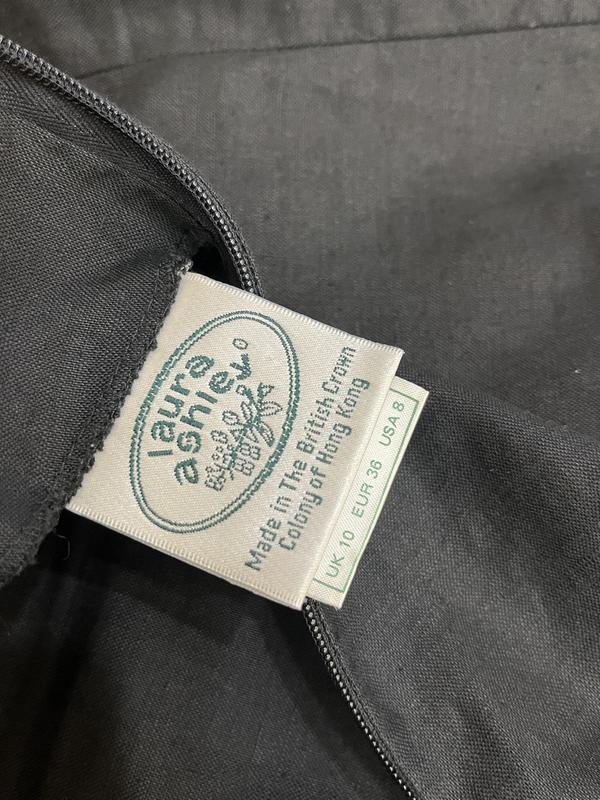 laura
ashley
Made in The British Crown
Colony of Hong Kong
UK 10 EUR 36 USA 8